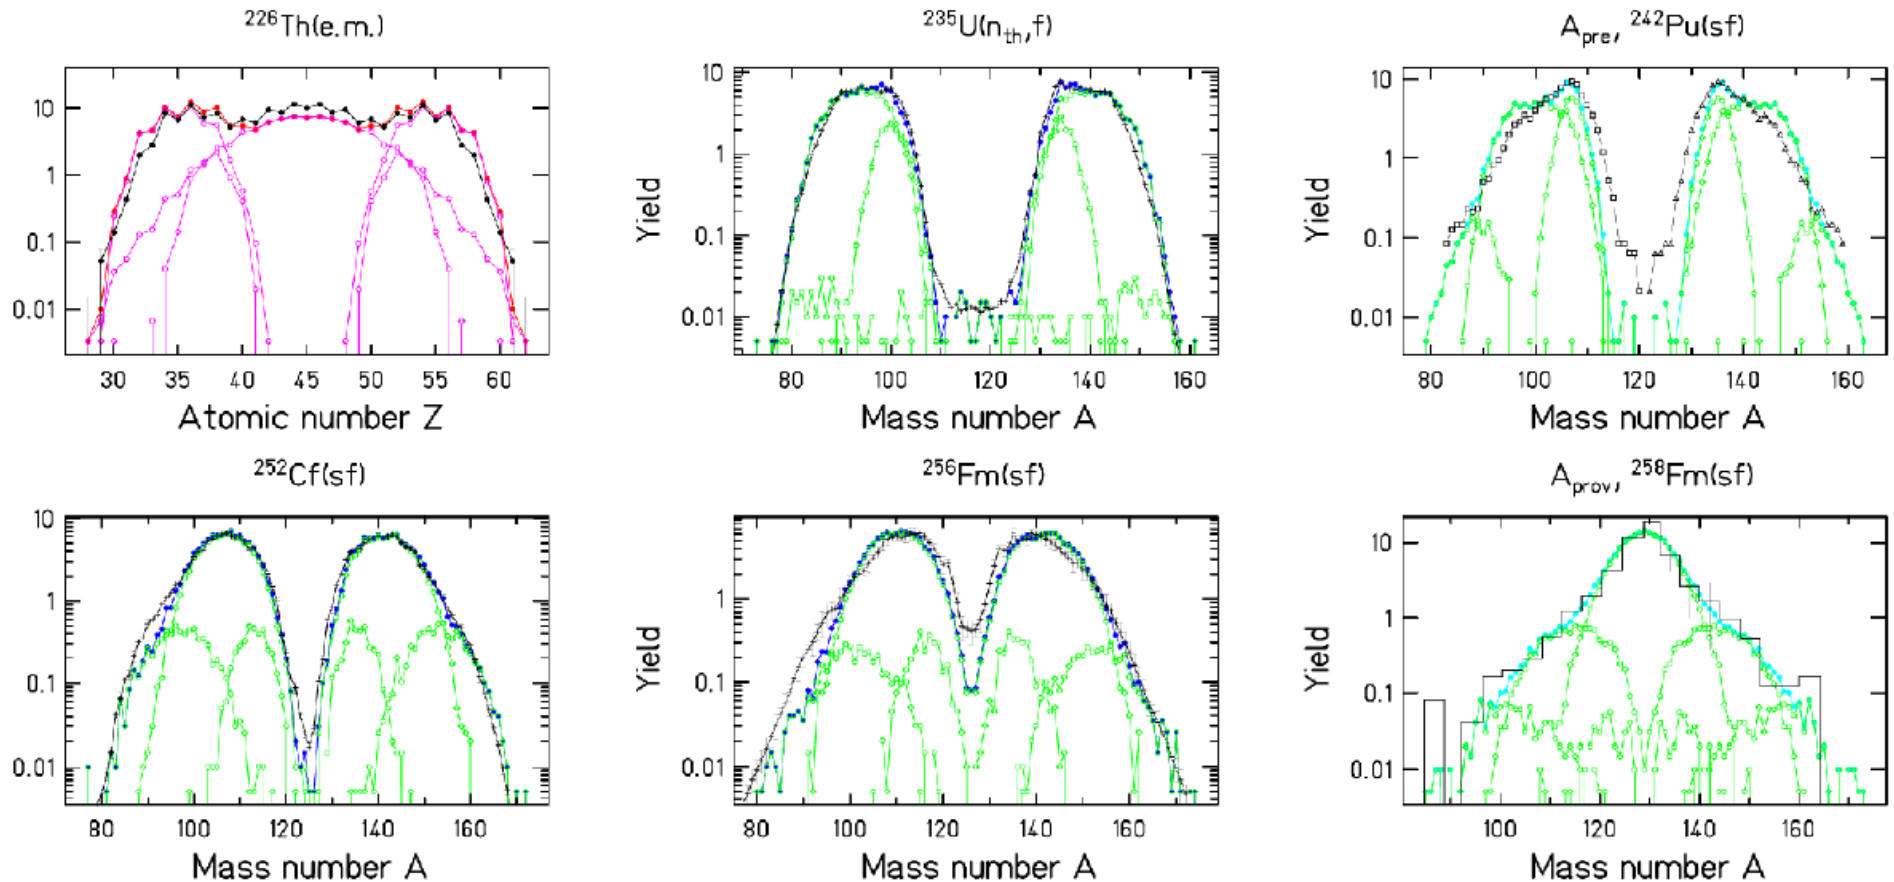 ²²⁶Th(e.m.)
10
1
0.1
0.01
30 35 40 45 50 55 60
Atomic number Z
²³⁵U(nₜₕ,f)
Yield
10
1
0.1
0.01
80 100 120 140 160
Mass number A
A_pre, ²⁴²Pu(sf)
Yield
10
1
0.1
0.01
80 100 120 140 160
Mass number A
²⁵²Cf(sf)
10
1
0.1
0.01
80 100 120 140 160
Mass number A
²⁵⁶Fm(sf)
Yield
1
0.1
0.01
80 100 120 140 160
Mass number A
A_prov, ²⁵⁸Fm(sf)
Yield
10
1
0.1
0.01
100 120 140 160
Mass number A